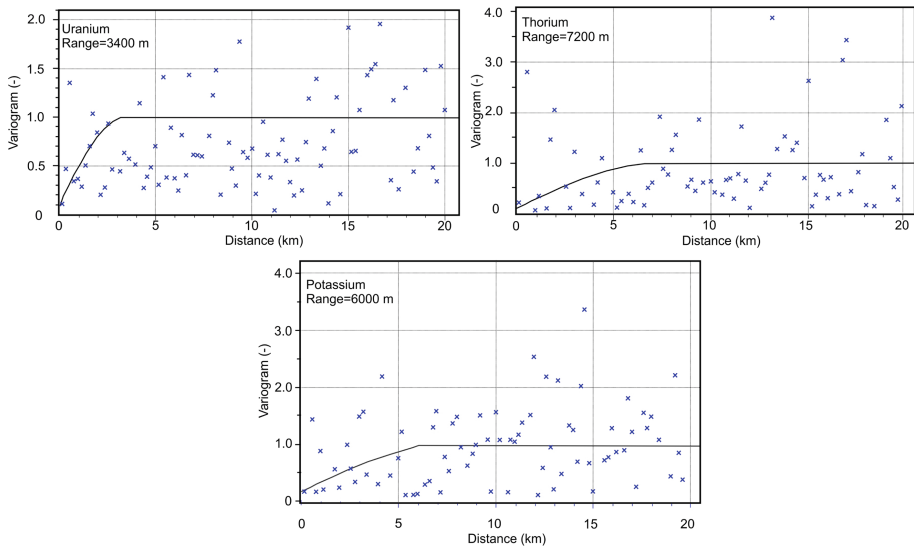 Uranium
Range=3400 m
Variogram (-)
2.0
1.5
1.0
0.5
0
0 5 10 15 20
Distance (km)
Thorium
Range=7200 m
Variogram (-)
4.0
3.0
2.0
1.0
0
0 5 10 15 20
Distance (km)
Potassium
Range=6000 m
Variogram (-)
4.0
3.0
2.0
1.0
0
0 5 10 15 20
Distance (km)